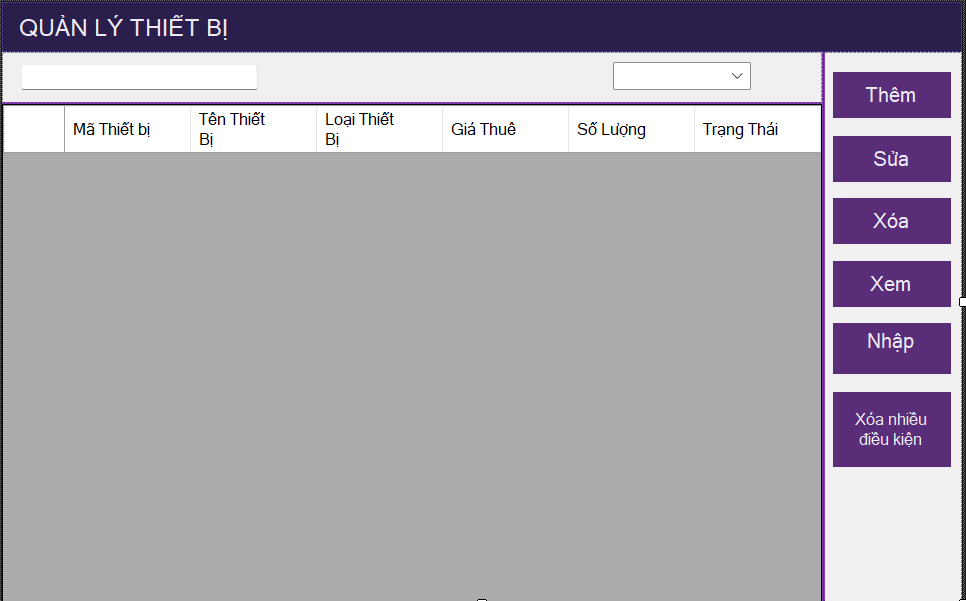 QUẢN LÝ THIẾT BỊ
Mã Thiết bị
Tên Thiết
Bị
Loại Thiết
Bị
Giá Thuê
Số Lượng
Trạng Thái
Thêm
Sửa
Xóa
Xem
Nhập
Xóa nhiều
điều kiện